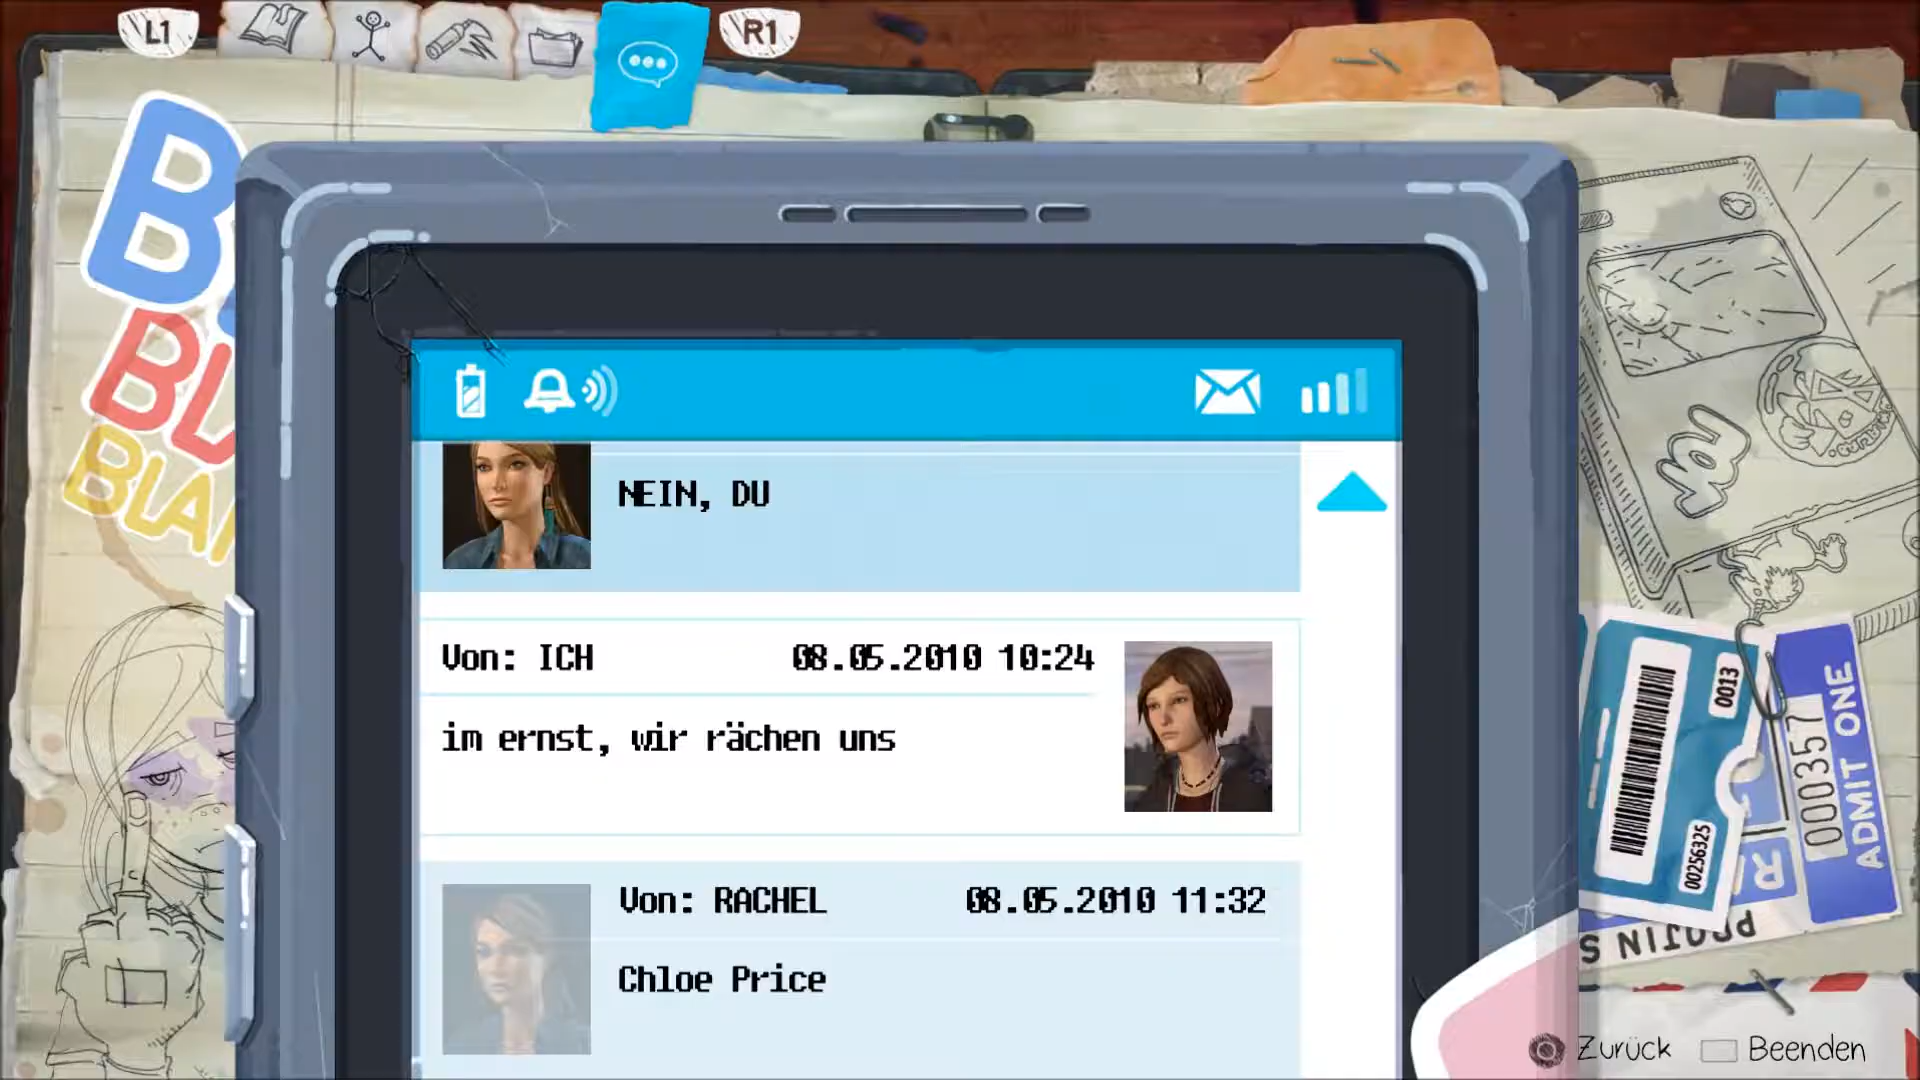 L1
R1
NEIN, DU
Von: ICH 08.05.2010 10:24
im ernst, wir rächen uns
Von: RACHEL 08.05.2010 11:32
Chloe Price
BLA
0013
00256325
000357
ADMIT ONE
Zurück
Beenden